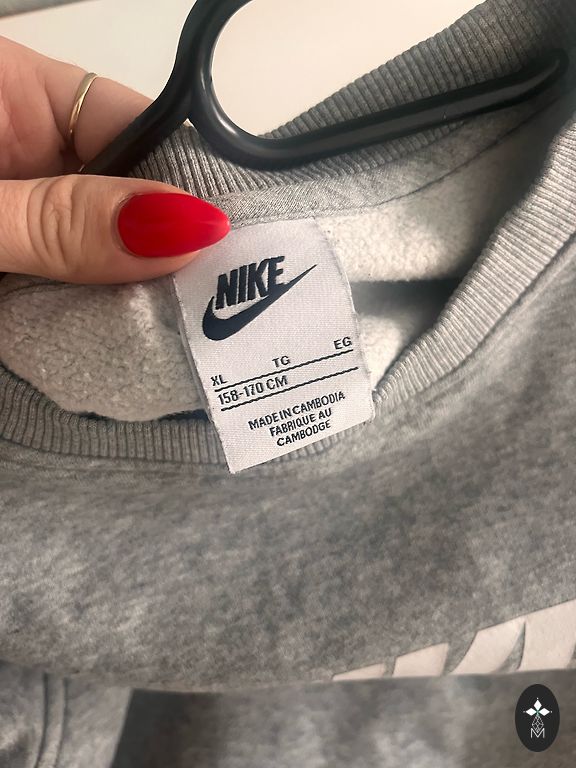 NIKE
XL TG EG
158-170 CM
MADE IN CAMBODIA
FABRIQUE AU
CAMBODGE
M